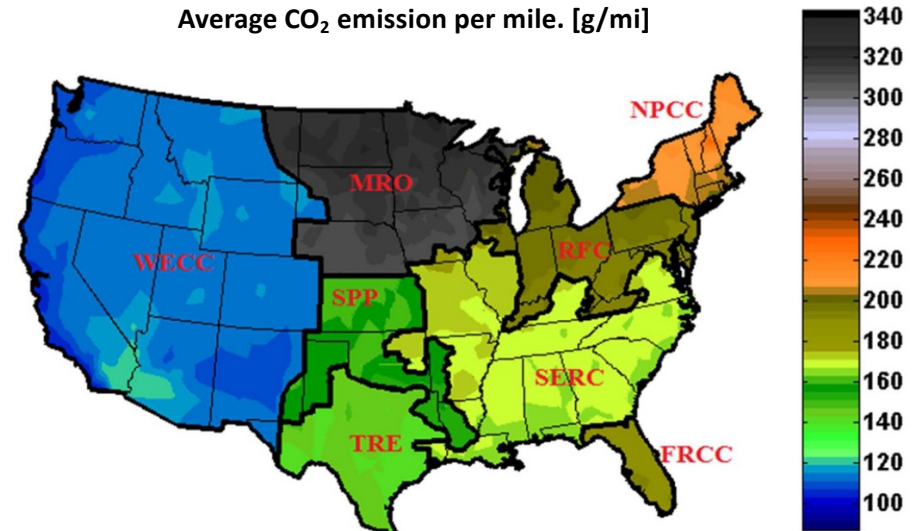 Average CO₂ emission per mile. [g/mi]
340
320
300
280
260
240
220
200
180
160
140
120
100
NPCC
MRO
WECC
RFC
SPP
SERC
TRE
FRCC